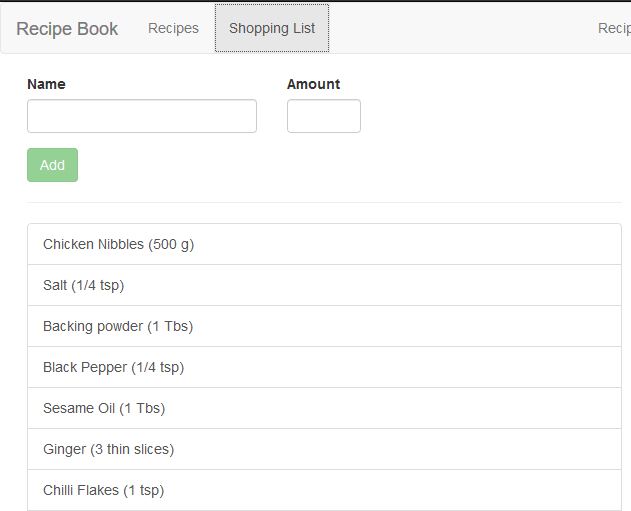 Recipe Book Recipes Shopping List Recip
Name Amount
Add
Chicken Nibbles (500 g)
Salt (1/4 tsp)
Backing powder (1 Tbs)
Black Pepper (1/4 tsp)
Sesame Oil (1 Tbs)
Ginger (3 thin slices)
Chilli Flakes (1 tsp)